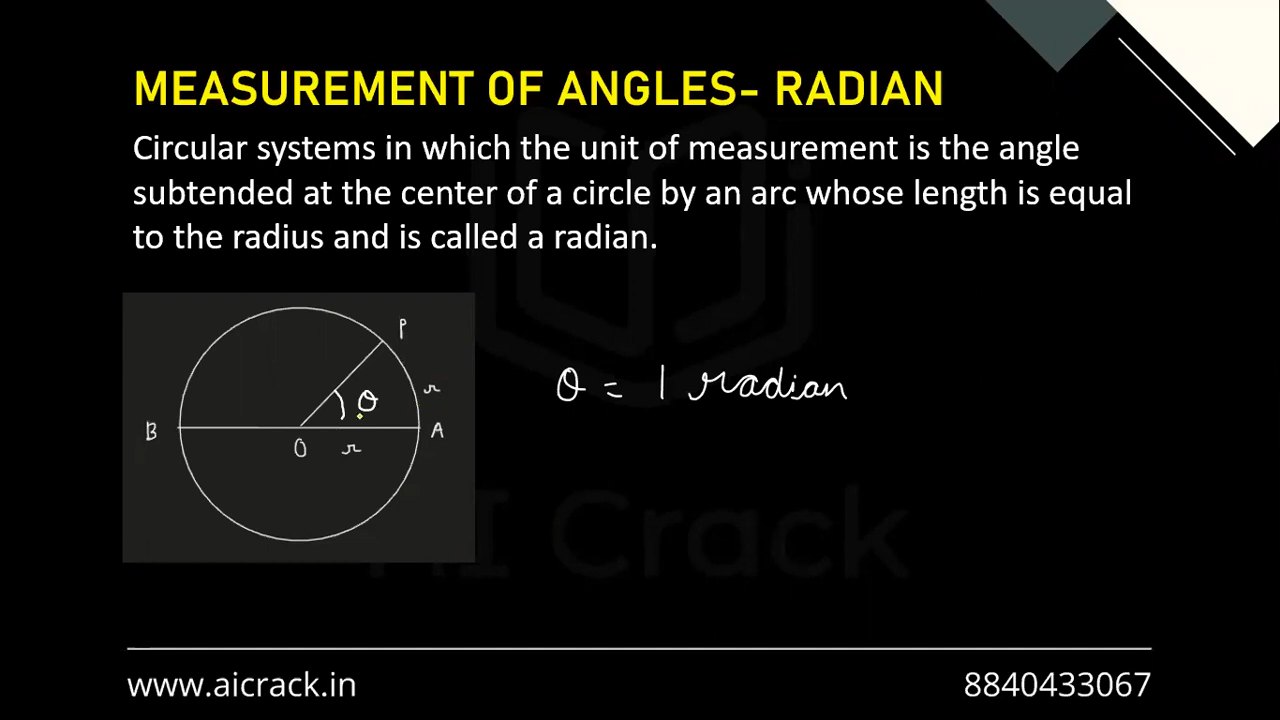 MEASUREMENT OF ANGLES- RADIAN
Circular systems in which the unit of measurement is the angle
subtended at the center of a circle by an arc whose length is equal
to the radius and is called a radian.
P
θ
r
B
A
O
r
θ = 1 radian
AI Crack
www.aicrack.in
8840433067